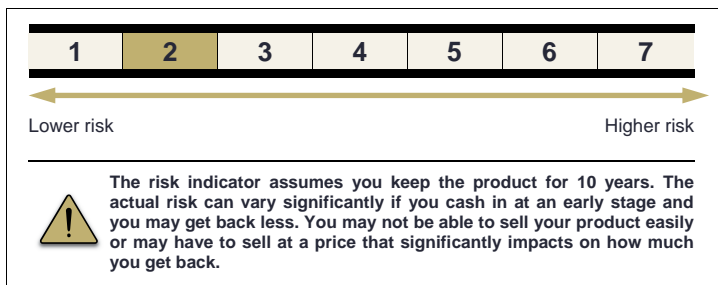 1 2 3 4 5 6 7
Lower risk Higher risk
The risk indicator assumes you keep the product for 10 years. The
actual risk can vary significantly if you cash in at an early stage and
you may get back less. You may not be able to sell your product easily
or may have to sell at a price that significantly impacts on how much
you get back.